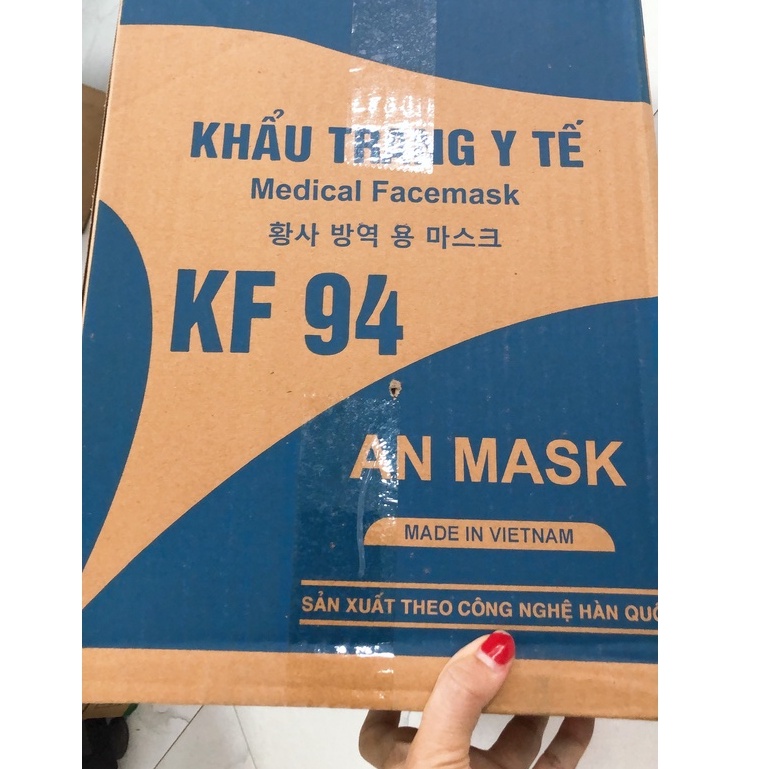 KHẨU TRANG Y TẾ
Medical Facemask
황사 방역 용 마스크
KF 94
AN MASK
MADE IN VIETNAM
SẢN XUẤT THEO CÔNG NGHỆ HÀN QUỐ